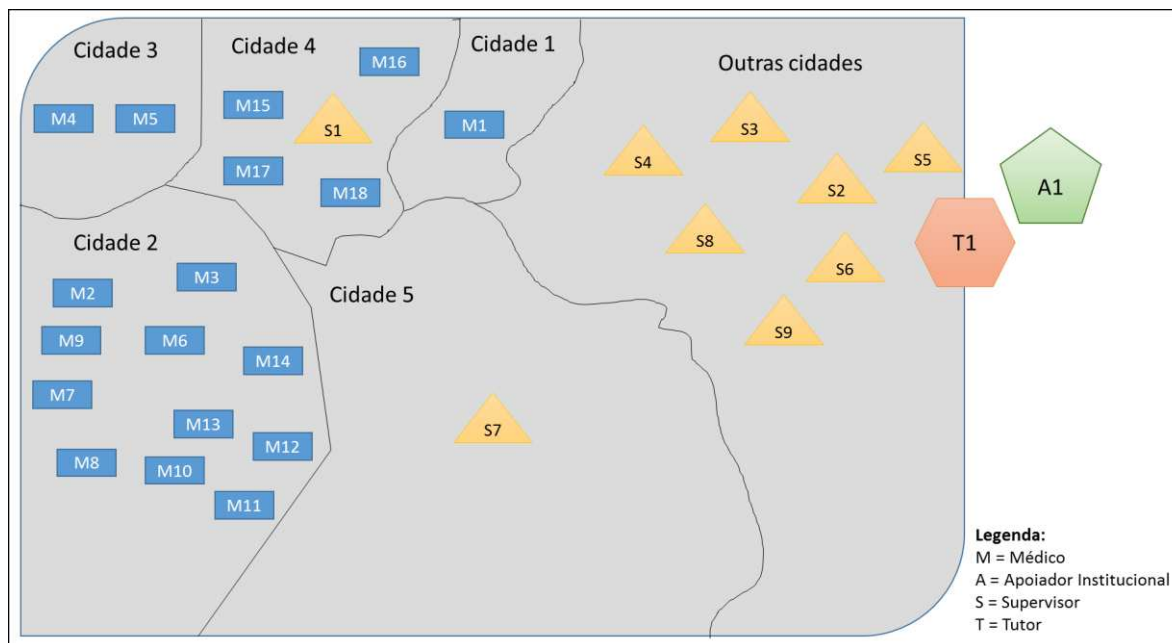 Cidade 3
Cidade 4
Cidade 1
Outras cidades
M16
M4
M5
M15
S1
M1
S3
S4
S5
S2
A1
M17
M18
S8
T1
Cidade 2
M3
M2
Cidade 5
S6
M9
M6
M14
S9
M7
M13
S7
M12
M8
M10
M11
Legenda:
M = Médico
A = Apoiador Institucional
S = Supervisor
T = Tutor